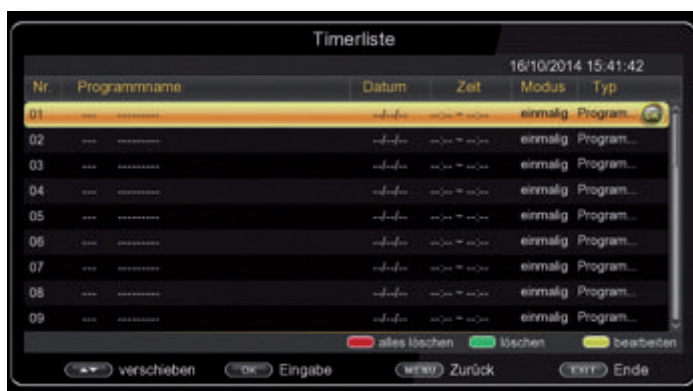 Timerliste
16/10/2014 15:41:42
Nr. Programmname Datum Zeit Modus Typ
01 --- ---------- --/--/-- --:-- ~ --:-- einmalig Program... OK
02 --- ---------- --/--/-- --:-- ~ --:-- einmalig Program...
03 --- ---------- --/--/-- --:-- ~ --:-- einmalig Program...
04 --- ---------- --/--/-- --:-- ~ --:-- einmalig Program...
05 --- ---------- --/--/-- --:-- ~ --:-- einmalig Program...
06 --- ---------- --/--/-- --:-- ~ --:-- einmalig Program...
07 --- ---------- --/--/-- --:-- ~ --:-- einmalig Program...
08 --- ---------- --/--/-- --:-- ~ --:-- einmalig Program...
09 --- ---------- --/--/-- --:-- ~ --:-- einmalig Program...
alles löschen löschen bearbeiten
verschieben OK Eingabe MENU Zurück EXIT Ende